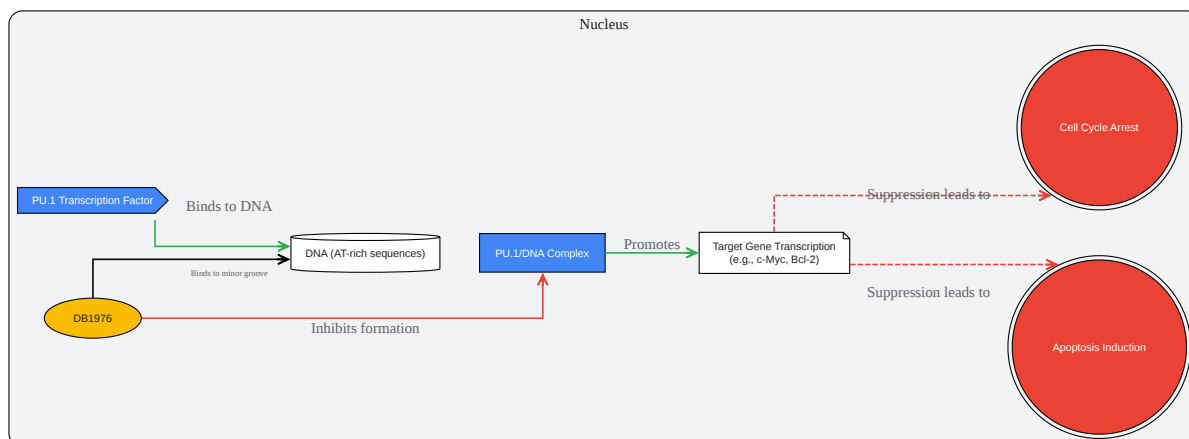 Nucleus
Cell Cycle Arrest
PU.1 Transcription Factor
Binds to DNA
Suppression leads to
DNA (AT-rich sequences)
PU.1/DNA Complex
Promotes
Target Gene Transcription
(e.g., c-Myc, Bcl-2)
Binds to minor groove
Suppression leads to
DB1976
Inhibits formation
Apoptosis Induction